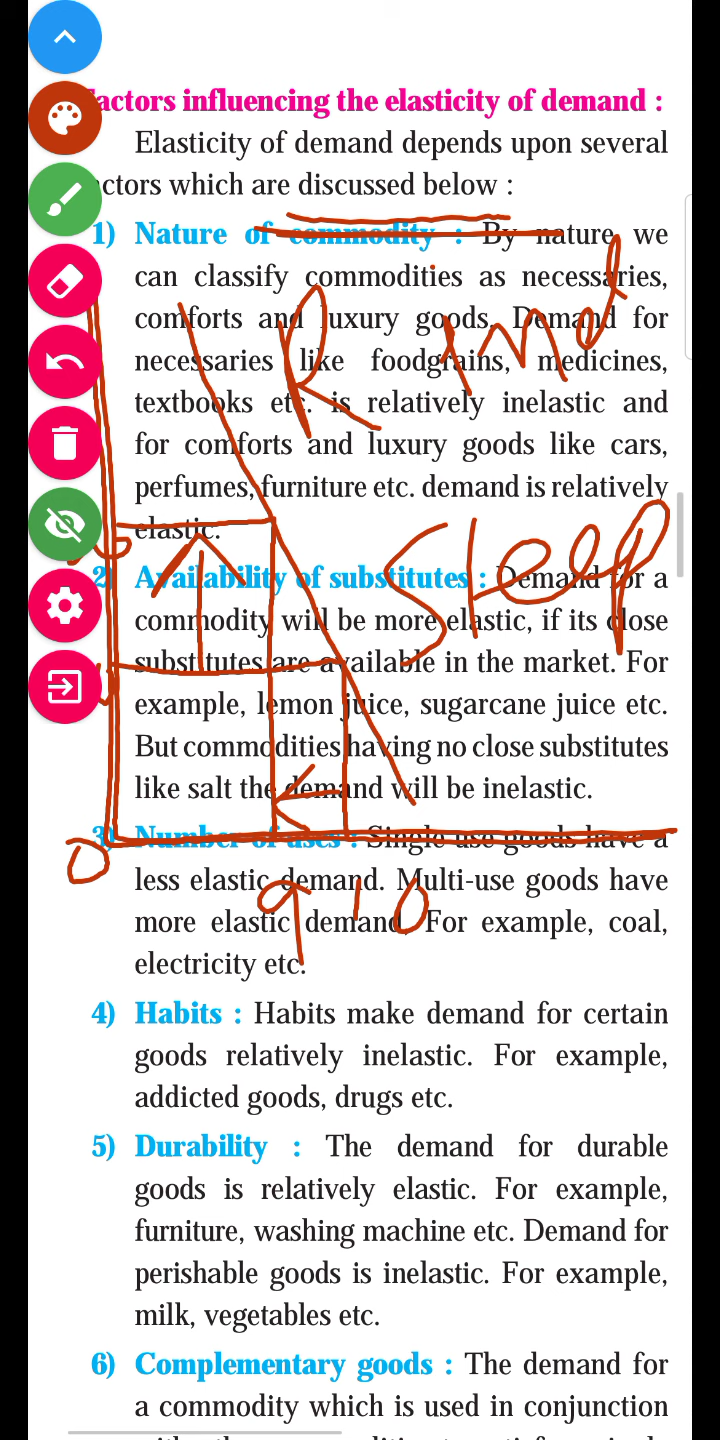 actors influencing the elasticity of demand :
Elasticity of demand depends upon several
ctors which are discussed below :
1) Nature of commodity : By nature, we
can classify commodities as necessaries,
comforts and luxury goods. Demand for
necessaries like foodgrains, medicines,
textbooks etc. is relatively inelastic and
for comforts and luxury goods like cars,
perfumes, furniture etc. demand is relatively
elastic.
R ind
Sleep
2 Availability of substitutes : Demand for a
commodity will be more elastic, if its close
substitutes are available in the market. For
example, lemon juice, sugarcane juice etc.
But commodities having no close substitutes
like salt the demand will be inelastic.
3) Number of uses : Single use goods have a
less elastic demand. Multi-use goods have
more elastic demand. For example, coal,
electricity etc.
0
9 10
4) Habits : Habits make demand for certain
goods relatively inelastic. For example,
addicted goods, drugs etc.
5) Durability : The demand for durable
goods is relatively elastic. For example,
furniture, washing machine etc. Demand for
perishable goods is inelastic. For example,
milk, vegetables etc.
6) Complementary goods : The demand for
a commodity which is used in conjunction